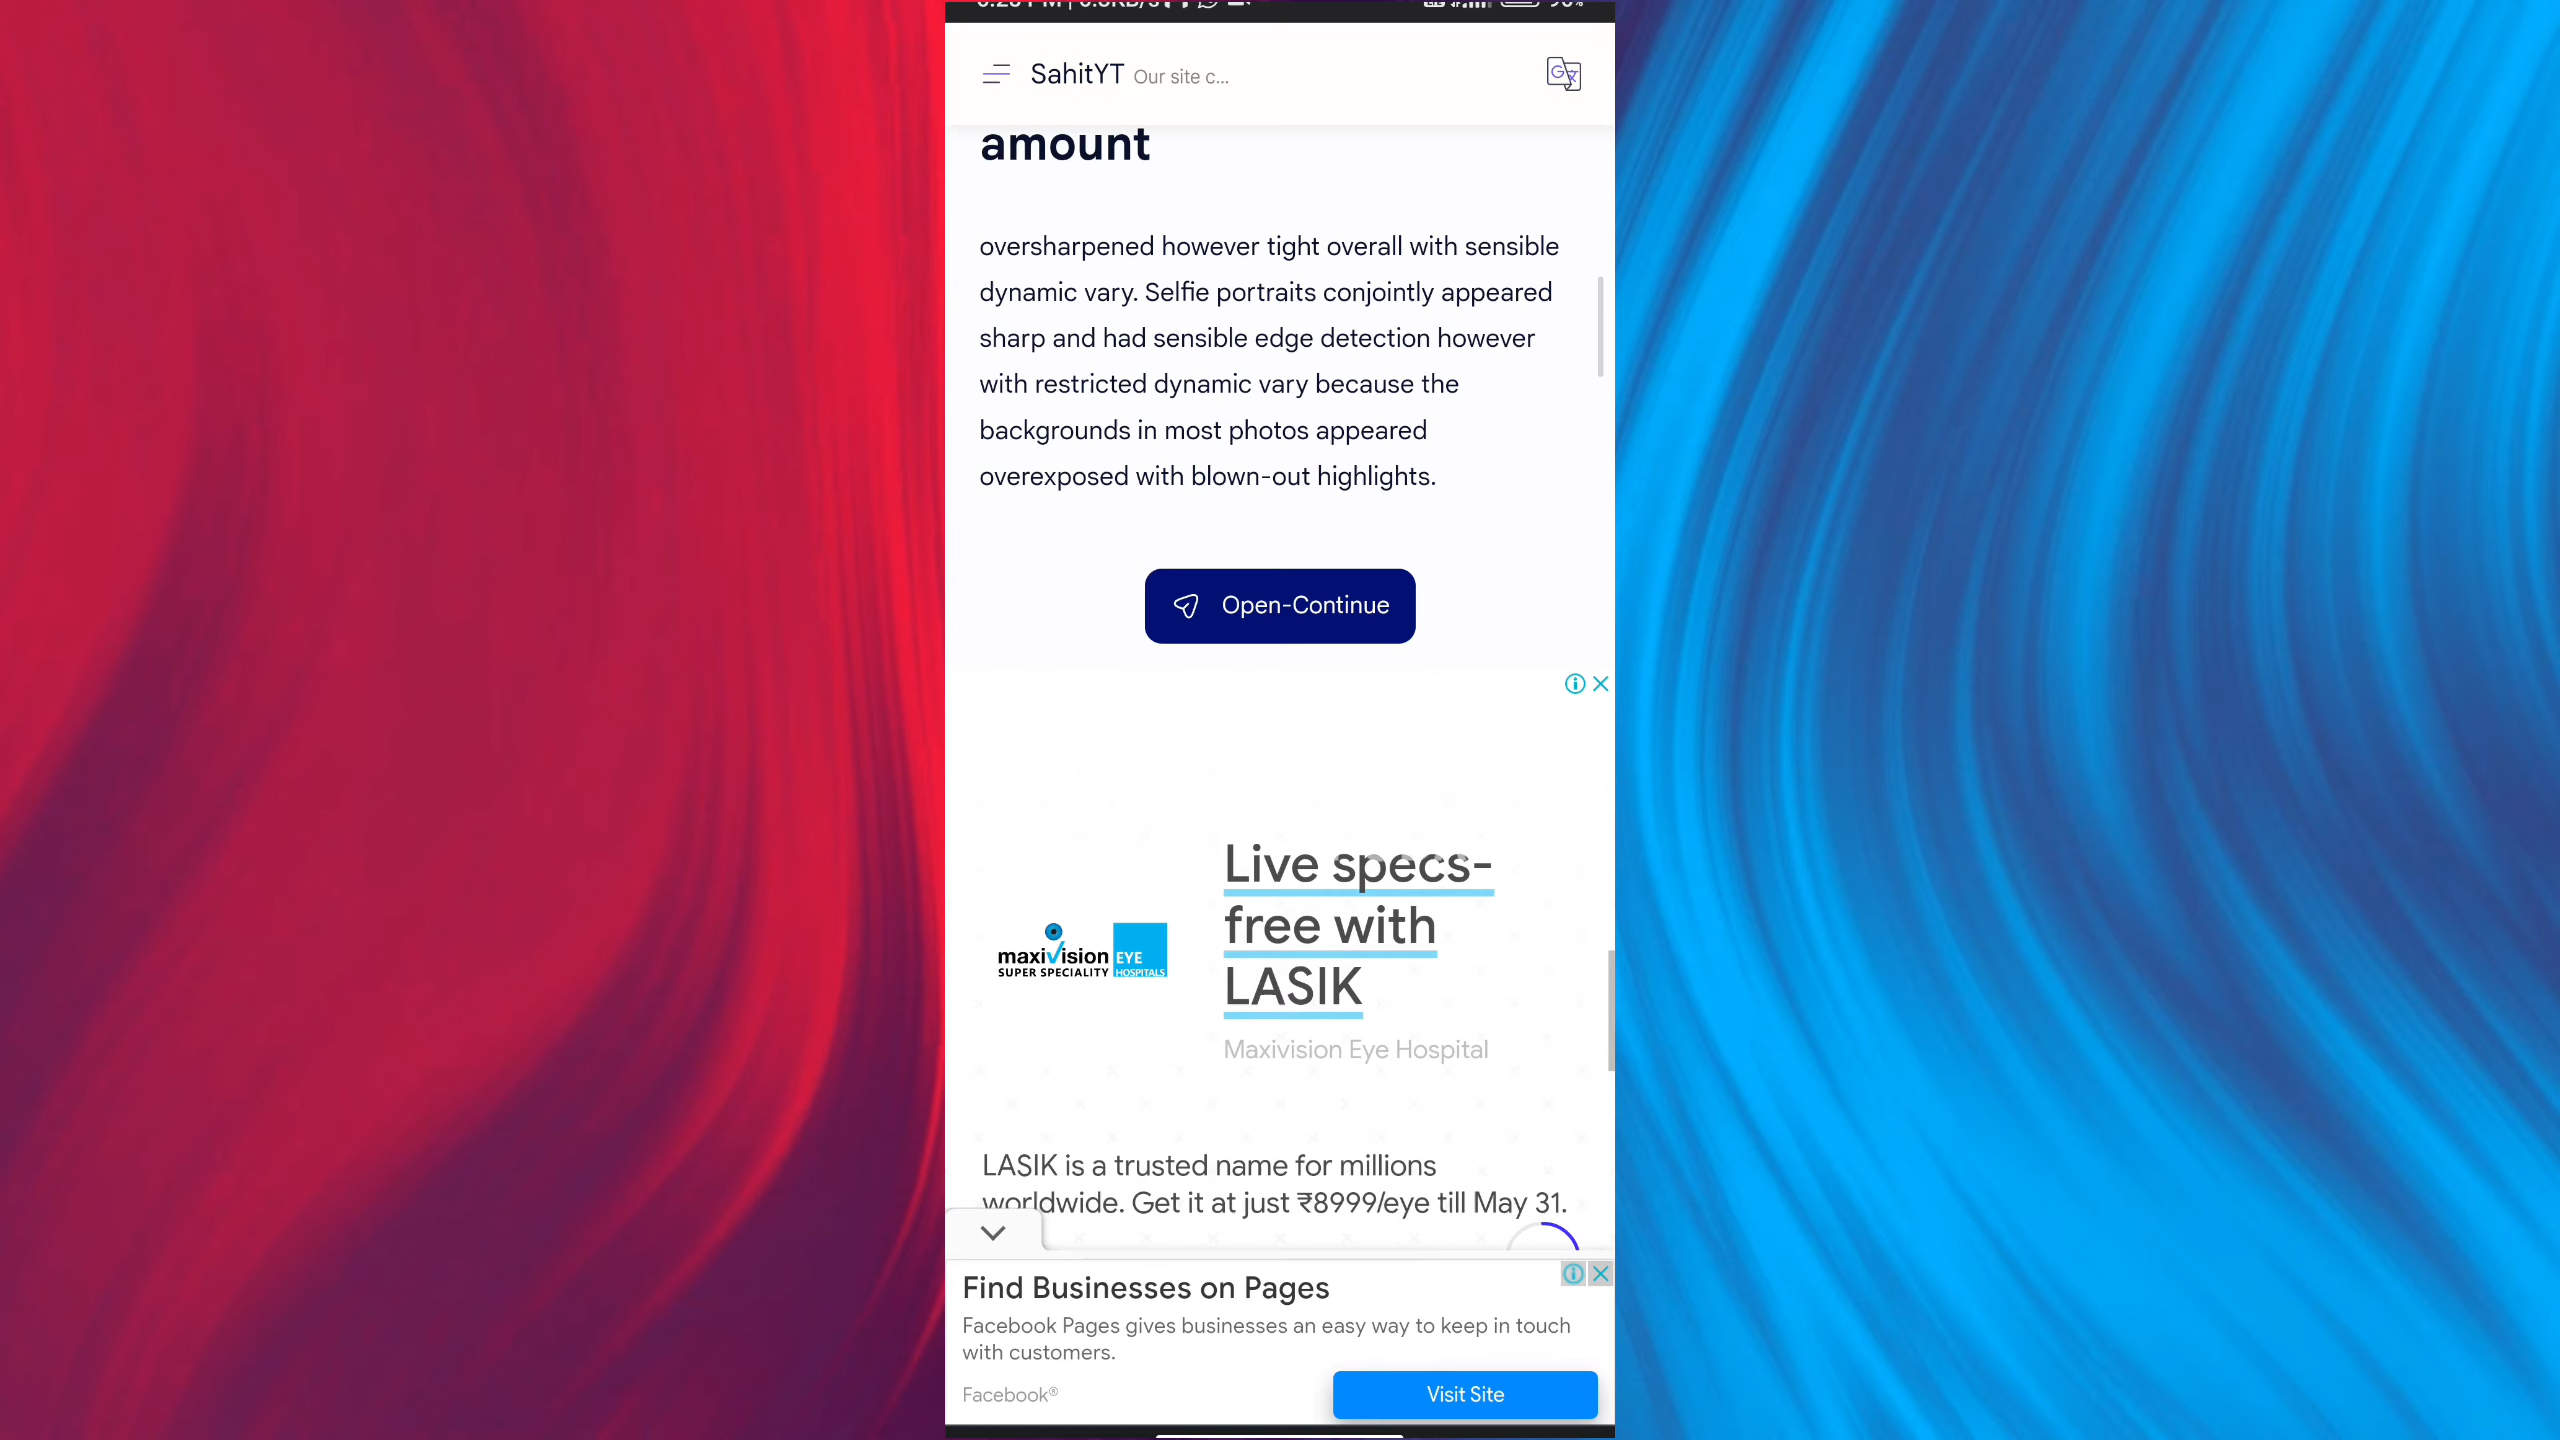 SahitYT Our site c...
amount
oversharpened however tight overall with sensible
dynamic vary. Selfie portraits conjointly appeared
sharp and had sensible edge detection however
with restricted dynamic vary because the
backgrounds in most photos appeared
overexposed with blown-out highlights.
Open-Continue
Live specs-
free with
LASIK
maxivision EYE
SUPER SPECIALITY HOSPITALS
Maxivision Eye Hospital
LASIK is a trusted name for millions
worldwide. Get it at just ₹8999/eye till May 31.
Find Businesses on Pages
Facebook Pages gives businesses an easy way to keep in touch
with customers.
Facebook®
Visit Site